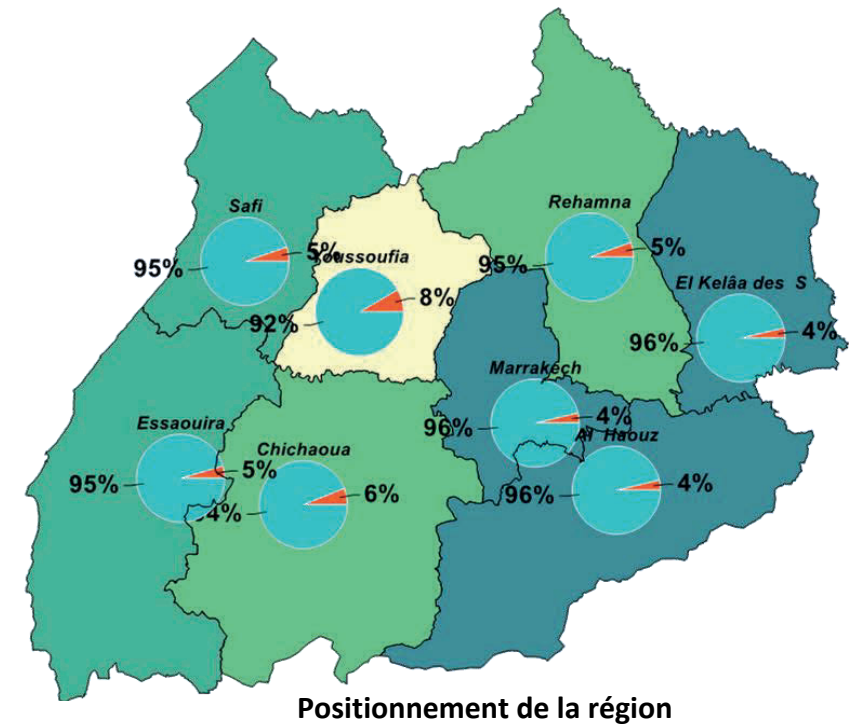 Safi
95%
5%
Youssoufia
92%
8%
Rehamna
95%
5%
El Kelâa des S
96%
4%
Marrakech
96%
4%
Al Haouz
96%
4%
Essaouira
95%
5%
Chichaoua
94%
6%
Positionnement de la région